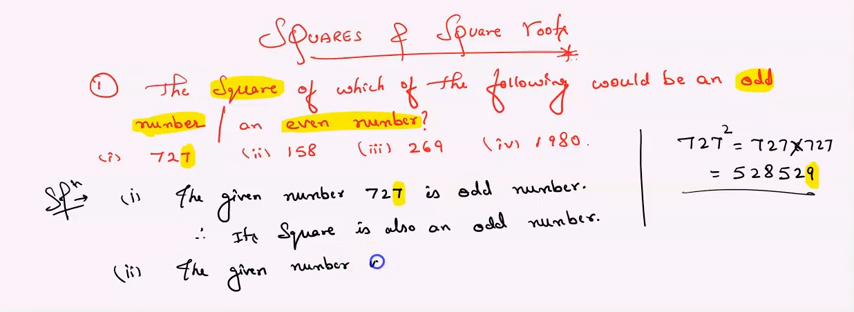 SQUARES & Square roots
① The Square of which of the following would be an odd
number / an even number?
(i) 727 (ii) 158 (iii) 269 (iv) 1980.
Solⁿ → (i) The given number 727 is odd number.
∴ Its Square is also an odd number.
(ii) The given number
727² = 727×727
= 528529